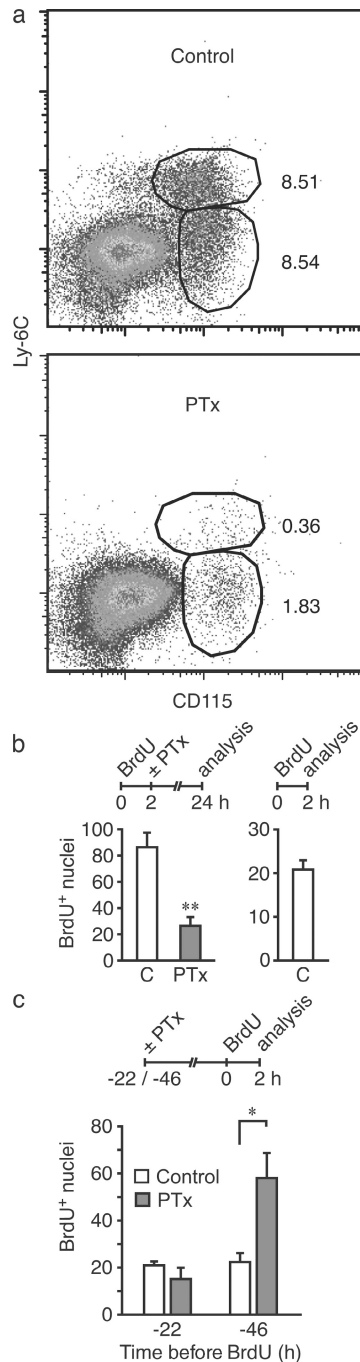 a
Control
8.51
8.54
Ly-6C
PTx
0.36
1.83
CD115
b
BrdU ± PTx analysis
0 2 24 h
BrdU analysis
0 2 h
BrdU+ nuclei
100
80
60
40
20
0
**
C PTx
30
20
10
0
C
c
± PTx BrdU analysis
-22 / -46 0 2 h
BrdU+ nuclei
80
60
40
20
0
Control
PTx
*
-22 -46
Time before BrdU (h)